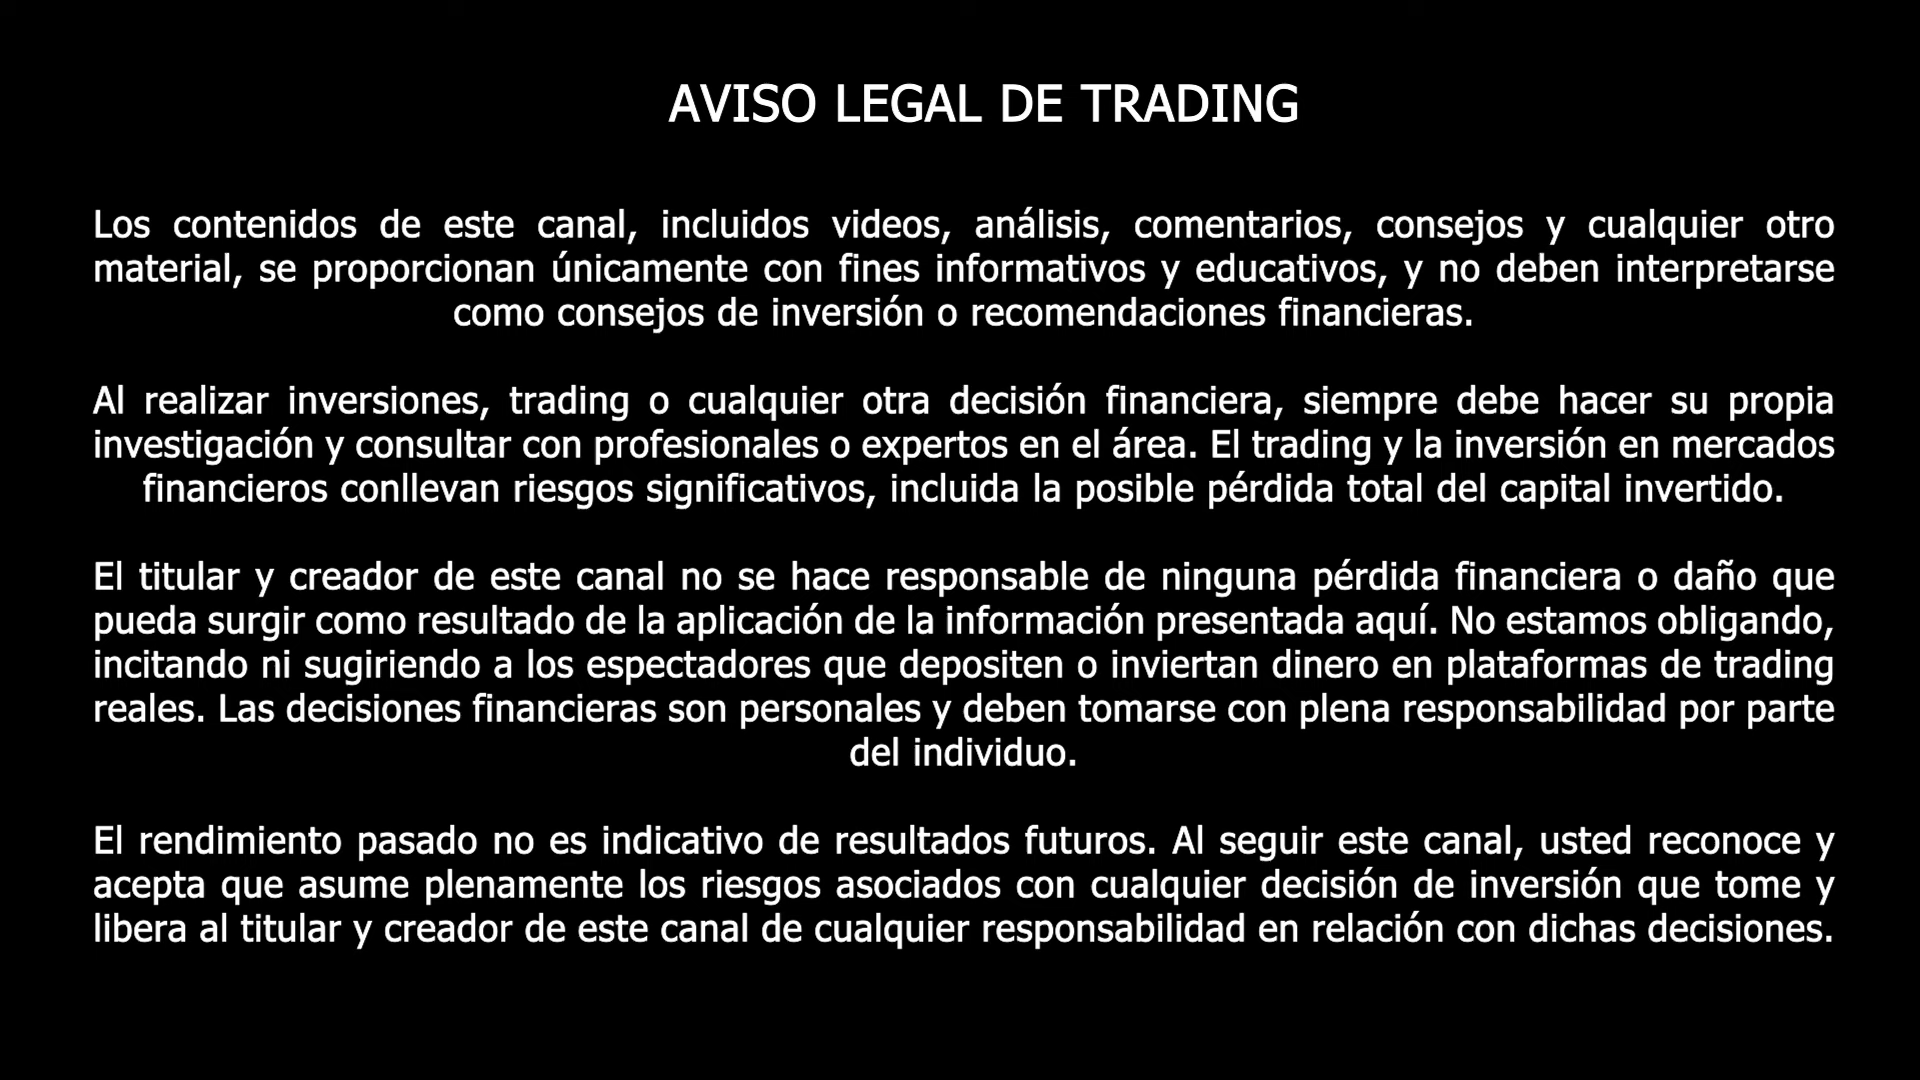 AVISO LEGAL DE TRADING
Los contenidos de este canal, incluidos videos, análisis, comentarios, consejos y cualquier otro
material, se proporcionan únicamente con fines informativos y educativos, y no deben interpretarse
como consejos de inversión o recomendaciones financieras.
Al realizar inversiones, trading o cualquier otra decisión financiera, siempre debe hacer su propia
investigación y consultar con profesionales o expertos en el área. El trading y la inversión en mercados
financieros conllevan riesgos significativos, incluida la posible pérdida total del capital invertido.
El titular y creador de este canal no se hace responsable de ninguna pérdida financiera o daño que
pueda surgir como resultado de la aplicación de la información presentada aquí. No estamos obligando,
incitando ni sugiriendo a los espectadores que depositen o inviertan dinero en plataformas de trading
reales. Las decisiones financieras son personales y deben tomarse con plena responsabilidad por parte
del individuo.
El rendimiento pasado no es indicativo de resultados futuros. Al seguir este canal, usted reconoce y
acepta que asume plenamente los riesgos asociados con cualquier decisión de inversión que tome y
libera al titular y creador de este canal de cualquier responsabilidad en relación con dichas decisiones.